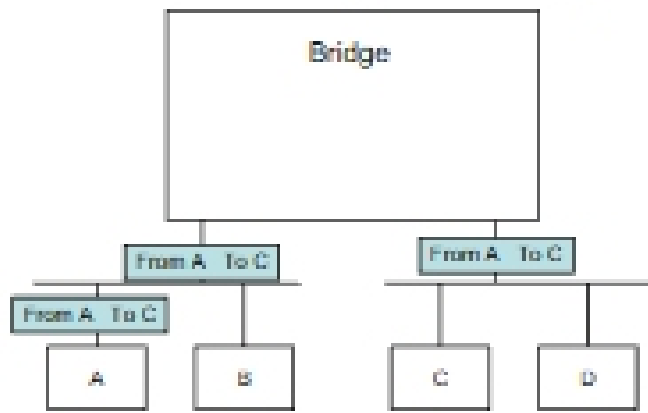 Bridge
From A To C
From A To C
From A To C
A
B
C
D